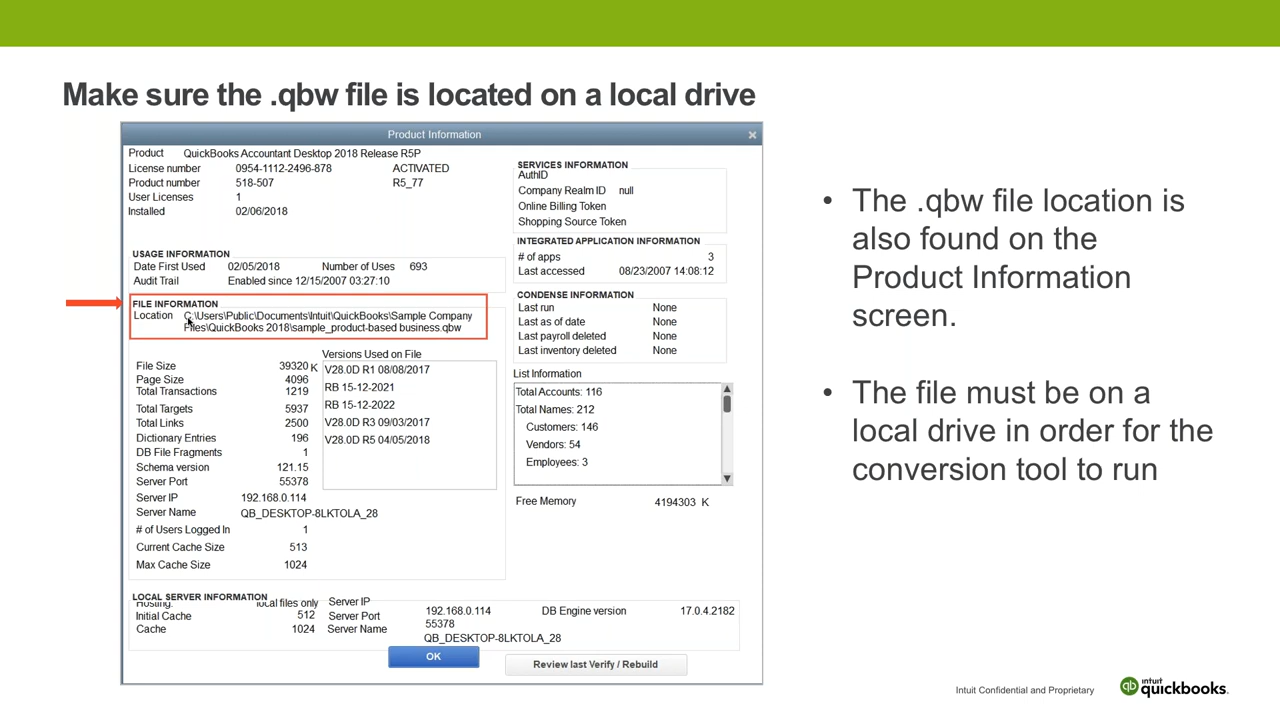 Make sure the .qbw file is located on a local drive
Product Information
Product QuickBooks Accountant Desktop 2018 Release R5P
License number 0954-1112-2496-878 ACTIVATED
Product number 518-507 R5_77
User Licenses 1
Installed 02/06/2018
USAGE INFORMATION
Date First Used 02/05/2018 Number of Uses 693
Audit Trail Enabled since 12/15/2007 03:27:10
FILE INFORMATION
Location C:\Users\Public\Documents\Intuit\QuickBooks\Sample Company
Files\QuickBooks 2018\sample_product-based business.qbw
File Size 39320 K
Page Size 4096
Total Transactions 1219
Total Targets 5937
Total Links 2500
Dictionary Entries 196
DB File Fragments 1
Schema version 121.15
Server Port 55378
Server IP 192.168.0.114
Server Name QB_DESKTOP-8LKTOLA_28
# of Users Logged In 1
Current Cache Size 513
Max Cache Size 1024
Versions Used on File
V28.0D R1 08/08/2017
RB 15-12-2021
RB 15-12-2022
V28.0D R3 09/03/2017
V28.0D R5 04/05/2018
SERVICES INFORMATION
AuthID
Company Realm ID null
Online Billing Token
Shopping Source Token
INTEGRATED APPLICATION INFORMATION
# of apps 3
Last accessed 08/23/2007 14:08:12
CONDENSE INFORMATION
Last run None
Last as of date None
Last payroll deleted None
Last inventory deleted None
List Information
Total Accounts: 116
Total Names: 212
Customers: 146
Vendors: 54
Employees: 3
Free Memory 4194303 K
LOCAL SERVER INFORMATION
Hosting: local files only Server IP 192.168.0.114 DB Engine version 17.0.4.2182
Initial Cache 512 Server Port 55378
Cache 1024 Server Name QB_DESKTOP-8LKTOLA_28
OK
Review last Verify / Rebuild
• The .qbw file location is
also found on the
Product Information
screen.
• The file must be on a
local drive in order for the
conversion tool to run
Intuit Confidential and Proprietary
qb intuit quickbooks.